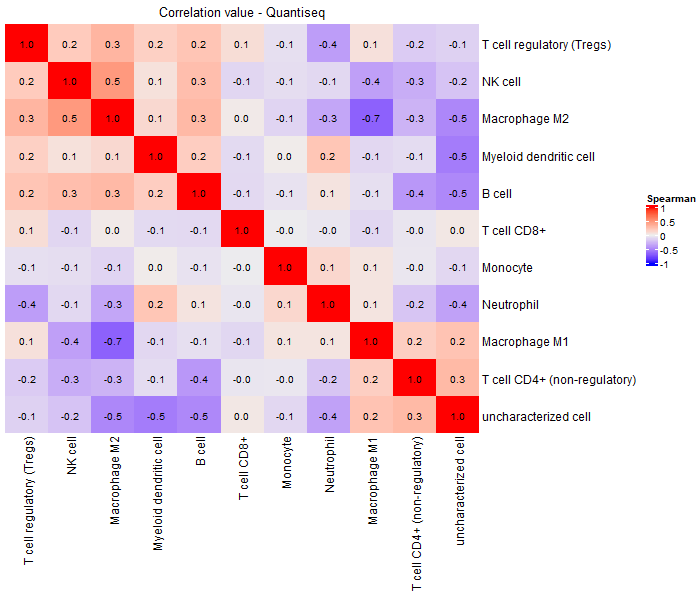 Correlation value - Quantiseq
1.0 0.2 0.3 0.2 0.2 0.1 -0.1 -0.4 0.1 -0.2 -0.1 T cell regulatory (Tregs)
0.2 1.0 0.5 0.1 0.3 -0.1 -0.1 -0.1 -0.4 -0.3 -0.2 NK cell
0.3 0.5 1.0 0.1 0.3 0.0 -0.1 -0.3 -0.7 -0.3 -0.5 Macrophage M2
0.2 0.1 0.1 1.0 0.2 -0.1 0.0 0.2 -0.1 -0.1 -0.5 Myeloid dendritic cell
0.2 0.3 0.3 0.2 1.0 -0.1 -0.1 0.1 -0.1 -0.4 -0.5 B cell
0.1 -0.1 0.0 -0.1 -0.1 1.0 -0.0 -0.0 -0.1 -0.0 0.0 T cell CD8+
-0.1 -0.1 -0.1 0.0 -0.1 -0.0 1.0 0.1 0.1 -0.0 -0.1 Monocyte
-0.4 -0.1 -0.3 0.2 0.1 -0.0 0.1 1.0 0.1 -0.2 -0.4 Neutrophil
0.1 -0.4 -0.7 -0.1 -0.1 -0.1 0.1 0.1 1.0 0.2 0.2 Macrophage M1
-0.2 -0.3 -0.3 -0.1 -0.4 -0.0 -0.0 -0.2 0.2 1.0 0.3 T cell CD4+ (non-regulatory)
-0.1 -0.2 -0.5 -0.5 -0.5 0.0 -0.1 -0.4 0.2 0.3 1.0 uncharacterized cell
T cell regulatory (Tregs)
NK cell
Macrophage M2
Myeloid dendritic cell
B cell
T cell CD8+
Monocyte
Neutrophil
Macrophage M1
T cell CD4+ (non-regulatory)
uncharacterized cell
Spearman
1
0.5
0
-0.5
-1